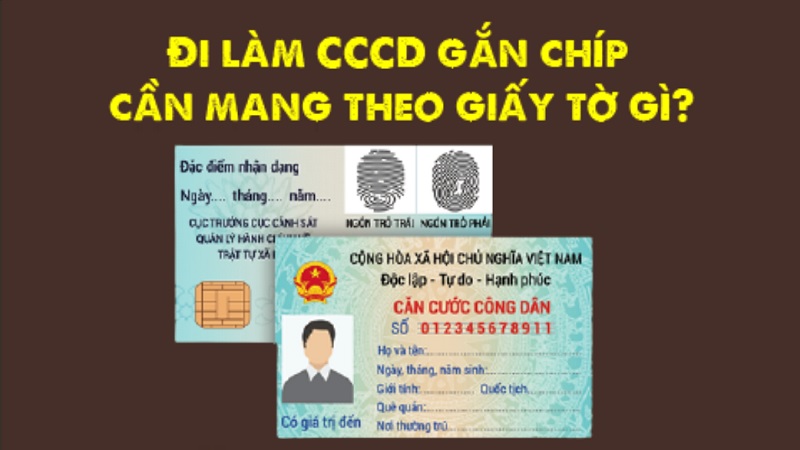 ĐI LÀM CCCD GẮN CHÍP
CẦN MANG THEO GIẤY TỜ GÌ?
Đặc điểm nhận dạng
Ngày.... tháng.... năm....
CỤC TRƯỞNG CỤC CẢNH SÁT
QUẢN LÝ HÀNH
TRẬT TỰ XÃ
NGÓN TRỎ TRÁI
NGÓN TRỎ PHẢI
CỘNG HÒA XÃ HỘI CHỦ NGHĨA VIỆT NAM
Độc lập - Tự do - Hạnh phúc
CĂN CƯỚC CÔNG DÂN
SỐ 012345678911
Họ và tên:
Ngày, tháng, năm sinh:
Giới tính: Quốc tịch
Quê quán:
Nơi thường trú
Có giá trị đến